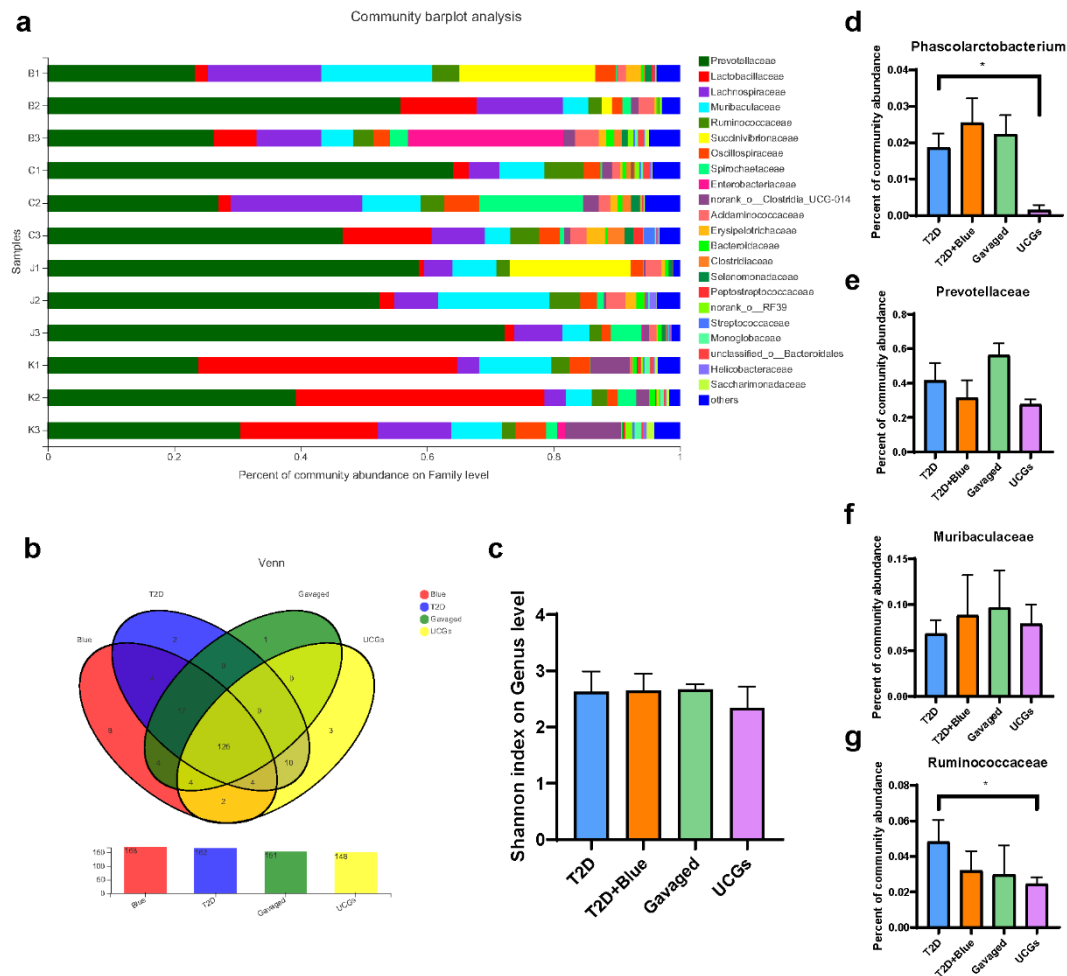 a
Community barplot analysis
B1
B2
B3
C1
C2
C3
J1
J2
J3
K1
K2
K3
Samples
0
0.2
0.4
0.6
0.8
1
Percent of community abundance on Family level
Prevotellaceae
Lactobacillaceae
Lachnospiraceae
Muribaculaceae
Ruminococcaceae
Succinivibrionaceae
Oscillospiraceae
Spirochaetaceae
Enterobacteriaceae
norank_o__Clostridia_UCG-014
Acidaminococcaceae
Erysipelotrichaceae
Bacteroidaceae
Clostridiaceae
Selenomonadaceae
Peptostreptococcaceae
norank_o__RF39
Streptococcaceae
Monoglobaceae
unclassified_o__Bacteroidales
Helicobacteraceae
Saccharimonadaceae
others
b
Venn
T2D
Gavaged
Blue
UCGs
Blue
T2D
Gavaged
UCGs
2
1
3
2
10
4
4
150
100
50
0
162
151
148
Blue
T2D
Gavaged
UCGs
c
Shannon index on Genus level
4
3
2
1
0
T2D
T2D+Blue
Gavaged
UCGs
d
Phascolarctobacterium
Percent of community abundance
0.04
0.03
0.02
0.01
0.00
*
T2D
T2D+Blue
Gavaged
UCGs
e
Prevotellaceae
Percent of community abundance
0.8
0.6
0.4
0.2
0.0
T2D
T2D+Blue
Gavaged
UCGs
f
Muribaculaceae
Percent of community abundance
0.15
0.10
0.05
0.00
T2D
T2D+Blue
Gavaged
UCGs
g
Ruminococcaceae
Percent of community abundance
0.08
0.06
0.04
0.02
0.00
*
T2D
T2D+Blue
Gavaged
UCGs